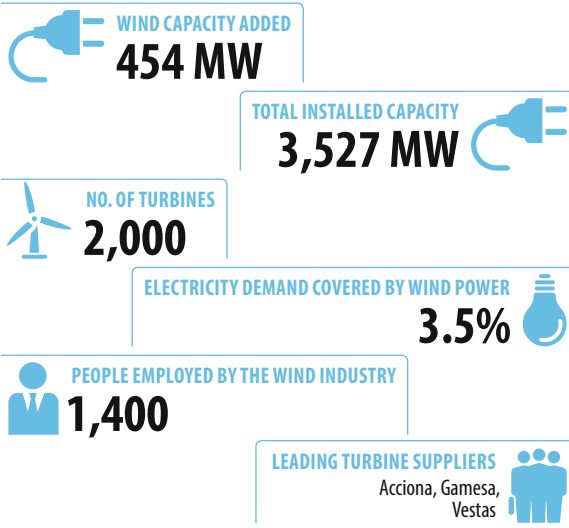 WIND CAPACITY ADDED
454 MW
TOTAL INSTALLED CAPACITY
3,527 MW
NO. OF TURBINES
2,000
ELECTRICITY DEMAND COVERED BY WIND POWER
3.5%
PEOPLE EMPLOYED BY THE WIND INDUSTRY
1,400
LEADING TURBINE SUPPLIERS
Acciona, Gamesa,
Vestas